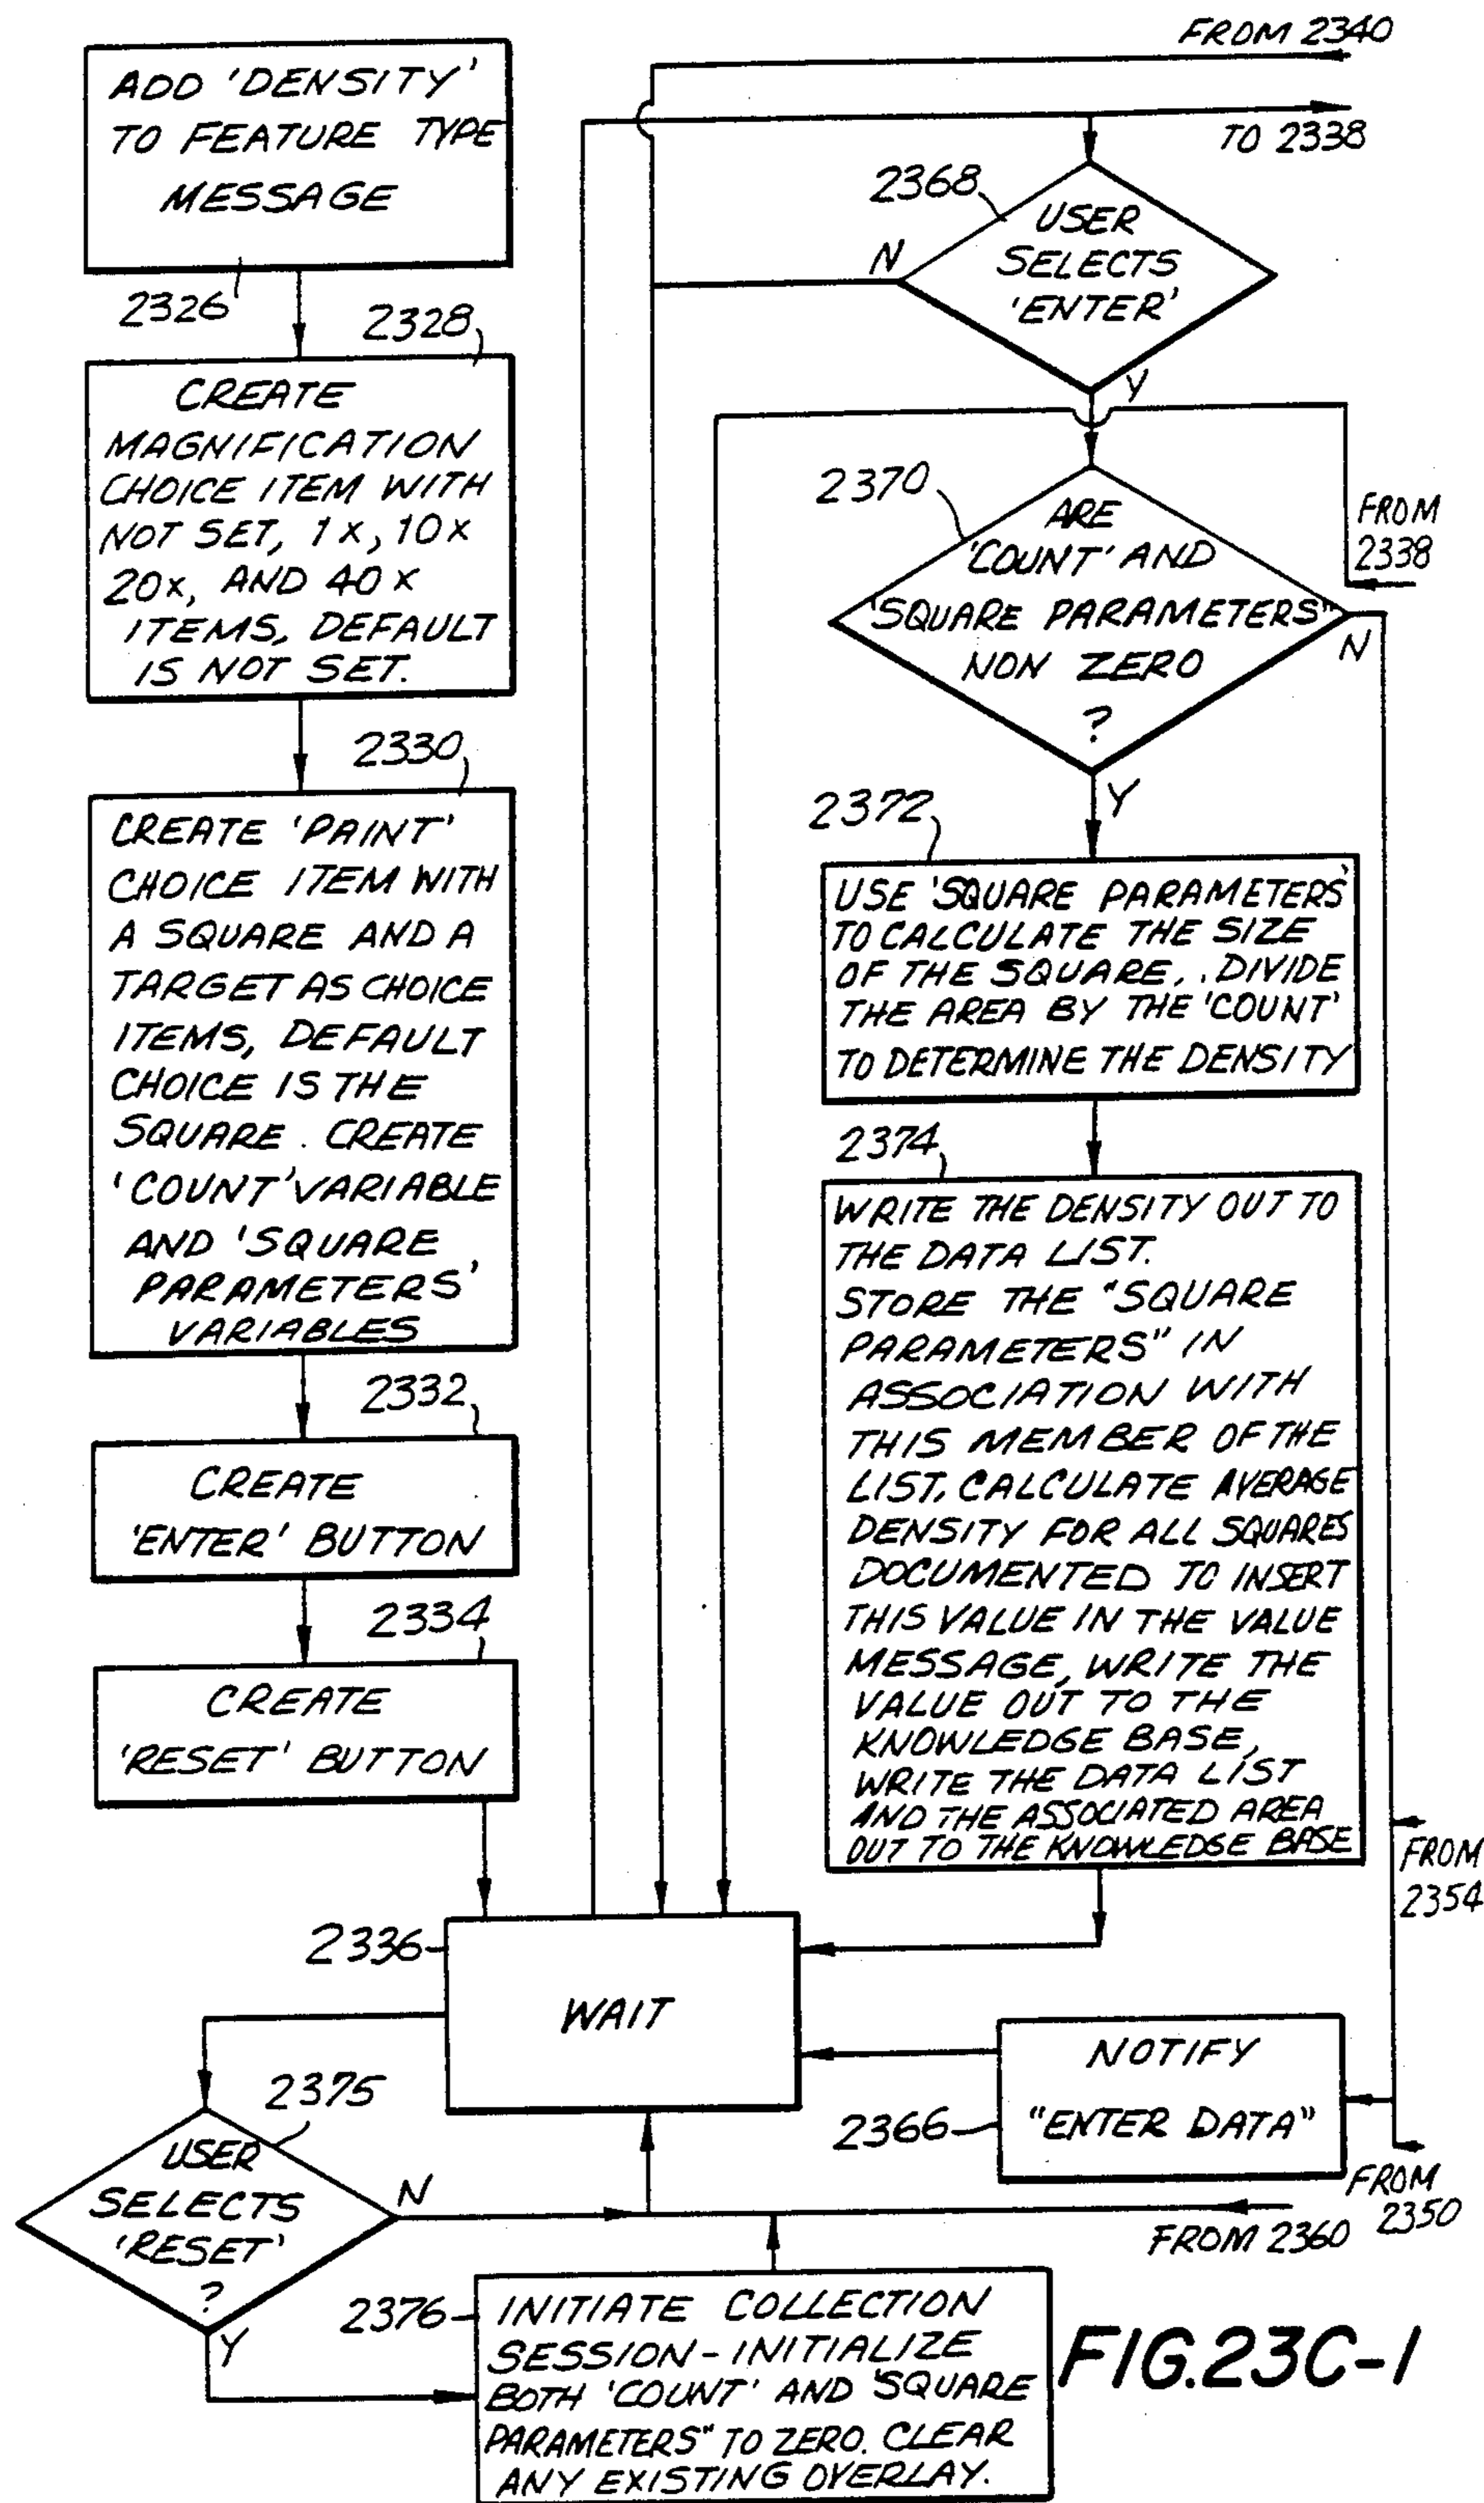 ADD 'DENSITY'
TO FEATURE TYPE
MESSAGE
2326
2328
CREATE
MAGNIFICATION
CHOICE ITEM WITH
NOT SET, 1x, 10x
20x, AND 40x
ITEMS, DEFAULT
IS NOT SET.
2330
CREATE 'PAINT'
CHOICE ITEM WITH
A SQUARE AND A
TARGET AS CHOICE
ITEMS, DEFAULT
CHOICE IS THE
SQUARE. CREATE
'COUNT' VARIABLE
AND 'SQUARE
PARAMETERS'
VARIABLES
2332
CREATE
'ENTER' BUTTON
2334
CREATE
'RESET' BUTTON
FROM 2340
TO 2338
2368
USER
SELECTS
'ENTER'
N
Y
FROM
2338
2370
ARE
'COUNT' AND
'SQUARE PARAMETERS"
NON ZERO
?
N
Y
2372
USE 'SQUARE PARAMETERS'
TO CALCULATE THE SIZE
OF THE SQUARE,. DIVIDE
THE AREA BY THE 'COUNT'
TO DETERMINE THE DENSITY
2374
WRITE THE DENSITY OUT TO
THE DATA LIST.
STORE THE "SQUARE
PARAMETERS" IN
ASSOCIATION WITH
THIS MEMBER OF THE
LIST. CALCULATE AVERAGE
DENSITY FOR ALL SQUARES
DOCUMENTED TO INSERT
THIS VALUE IN THE VALUE
MESSAGE, WRITE THE
VALUE OUT TO THE
KNOWLEDGE BASE,
WRITE THE DATA LIST
AND THE ASSOCIATED AREA
OUT TO THE KNOWLEDGE BASE
FROM
2354
2336
WAIT
NOTIFY
"ENTER DATA"
2366
FROM
2350
FROM 2360
2375
USER
SELECTS
'RESET'
?
N
Y
2376
INITIATE COLLECTION
SESSION-INITIALIZE
BOTH 'COUNT' AND 'SQUARE
PARAMETERS" TO ZERO. CLEAR
ANY EXISTING OVERLAY.
FIG.23C-1